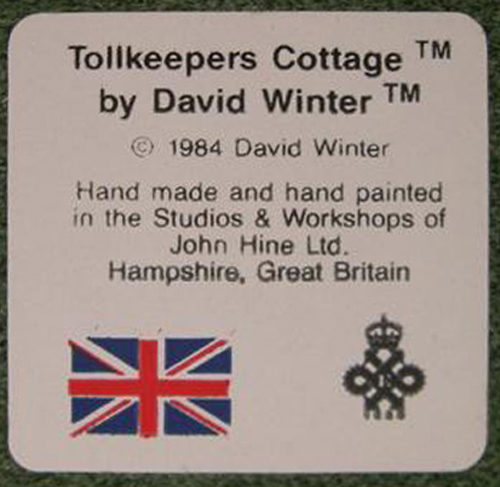 Tollkeepers Cottage ™
by David Winter ™
© 1984 David Winter
Hand made and hand painted
in the Studios & Workshops of
John Hine Ltd.
Hampshire, Great Britain